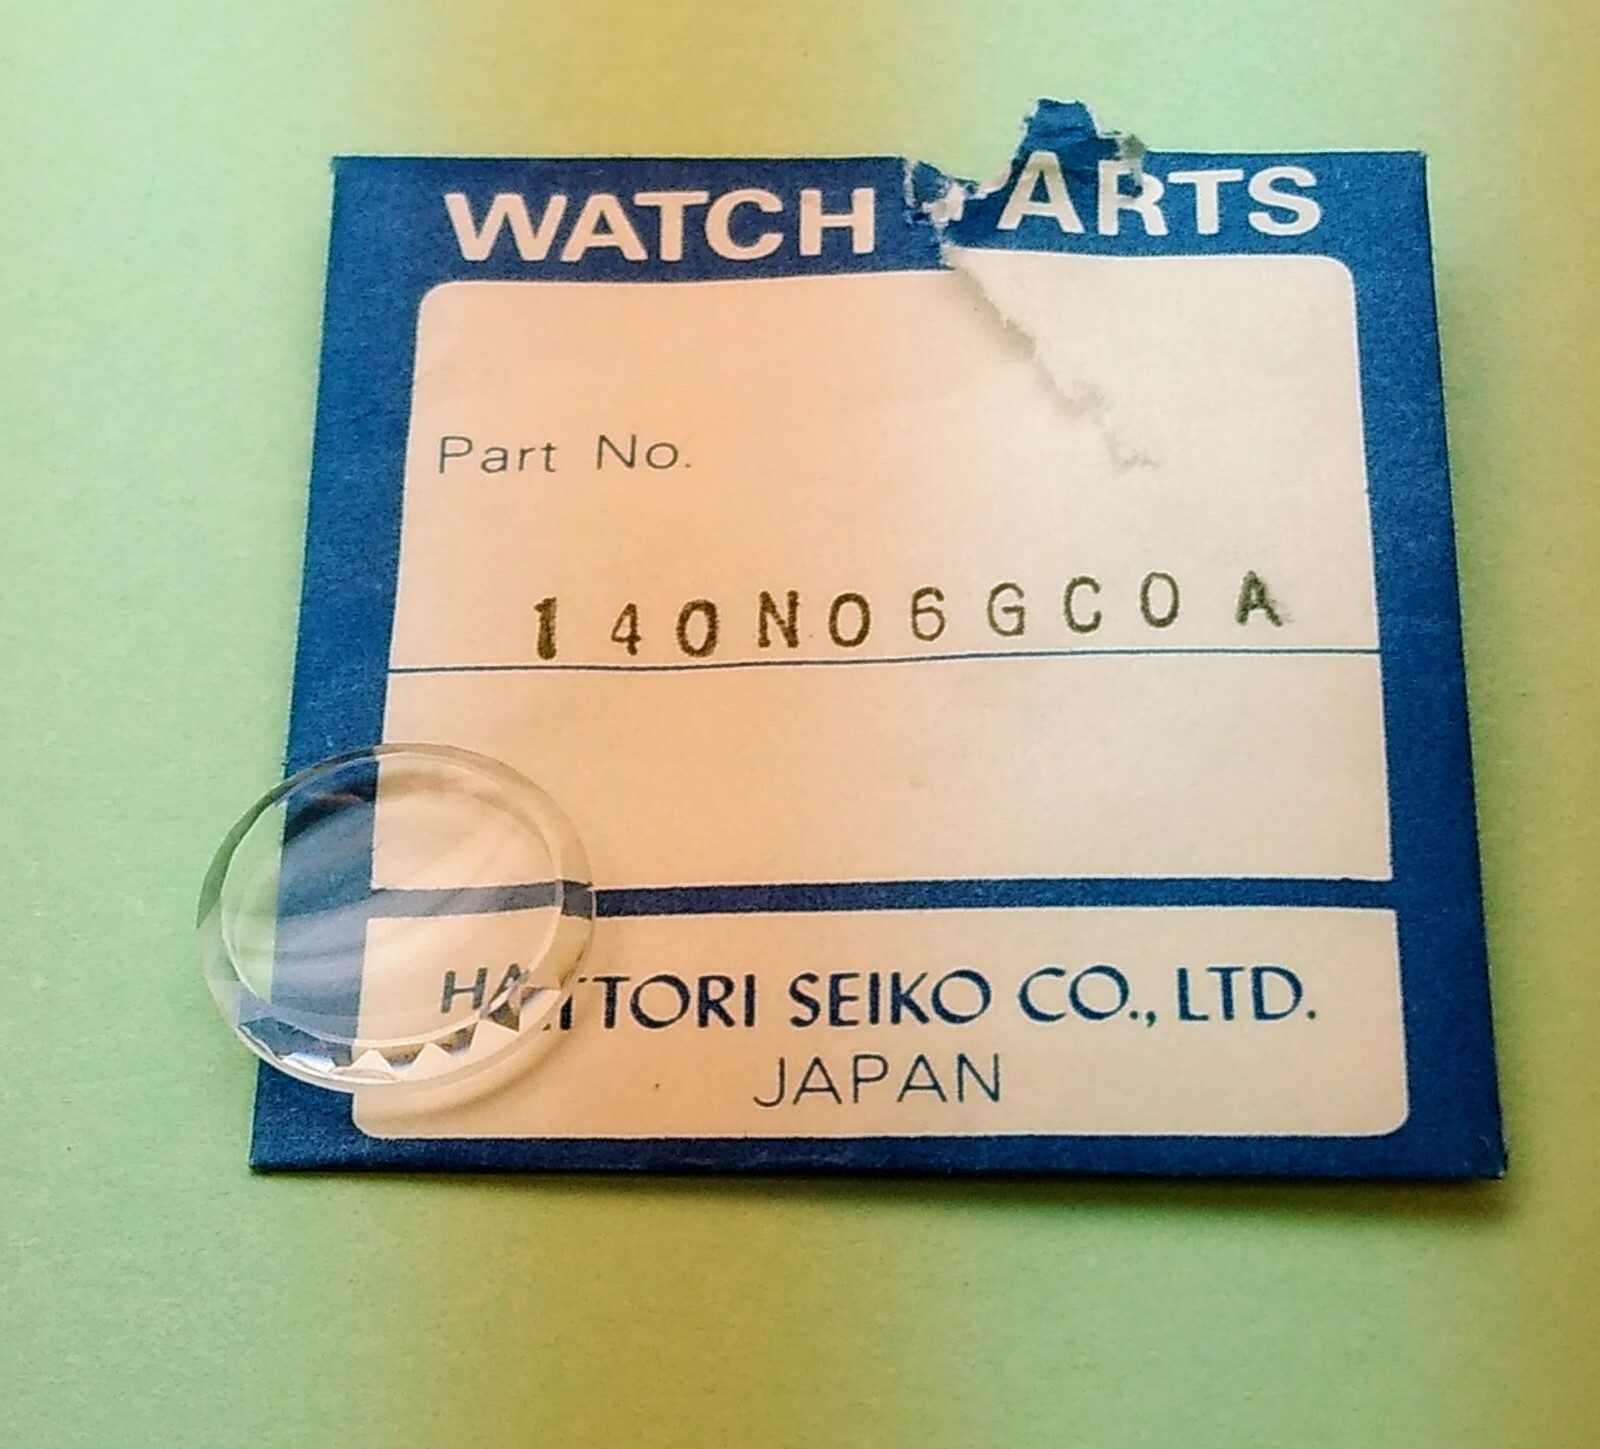 WATCH ARTS
Part No.
140N06GC0A
HATTORI SEIKO CO., LTD.
JAPAN